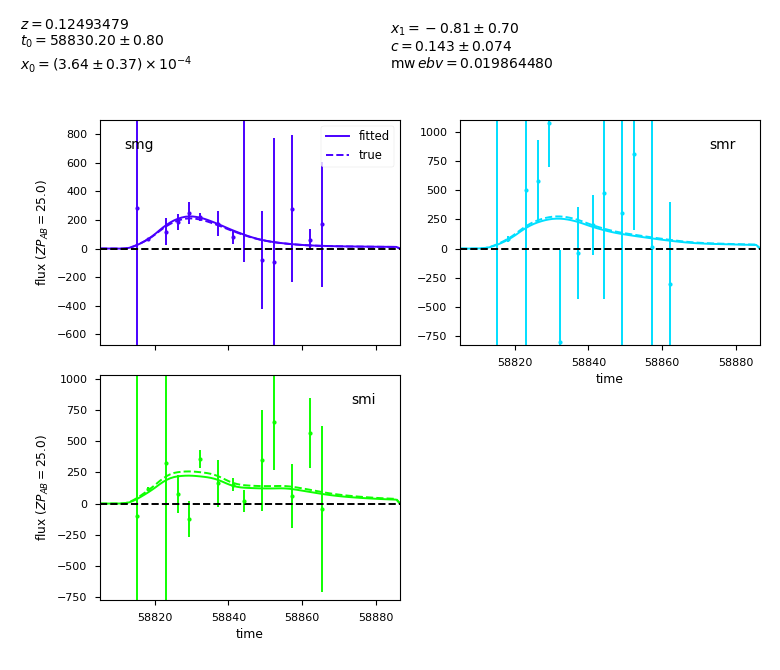 z = 0.12493479
t₀ = 58830.20 ± 0.80
x₀ = (3.64 ± 0.37) × 10⁻⁴
x₁ = −0.81 ± 0.70
c = 0.143 ± 0.074
mw ebv = 0.019864480
smg
fitted
true
800
600
400
200
0
−200
−400
−600
flux (ZP_AB = 25.0)
smr
1000
750
500
250
0
−250
−500
−750
58820 58840 58860 58880
time
smi
1000
750
500
250
0
−250
−500
−750
flux (ZP_AB = 25.0)
58820 58840 58860 58880
time